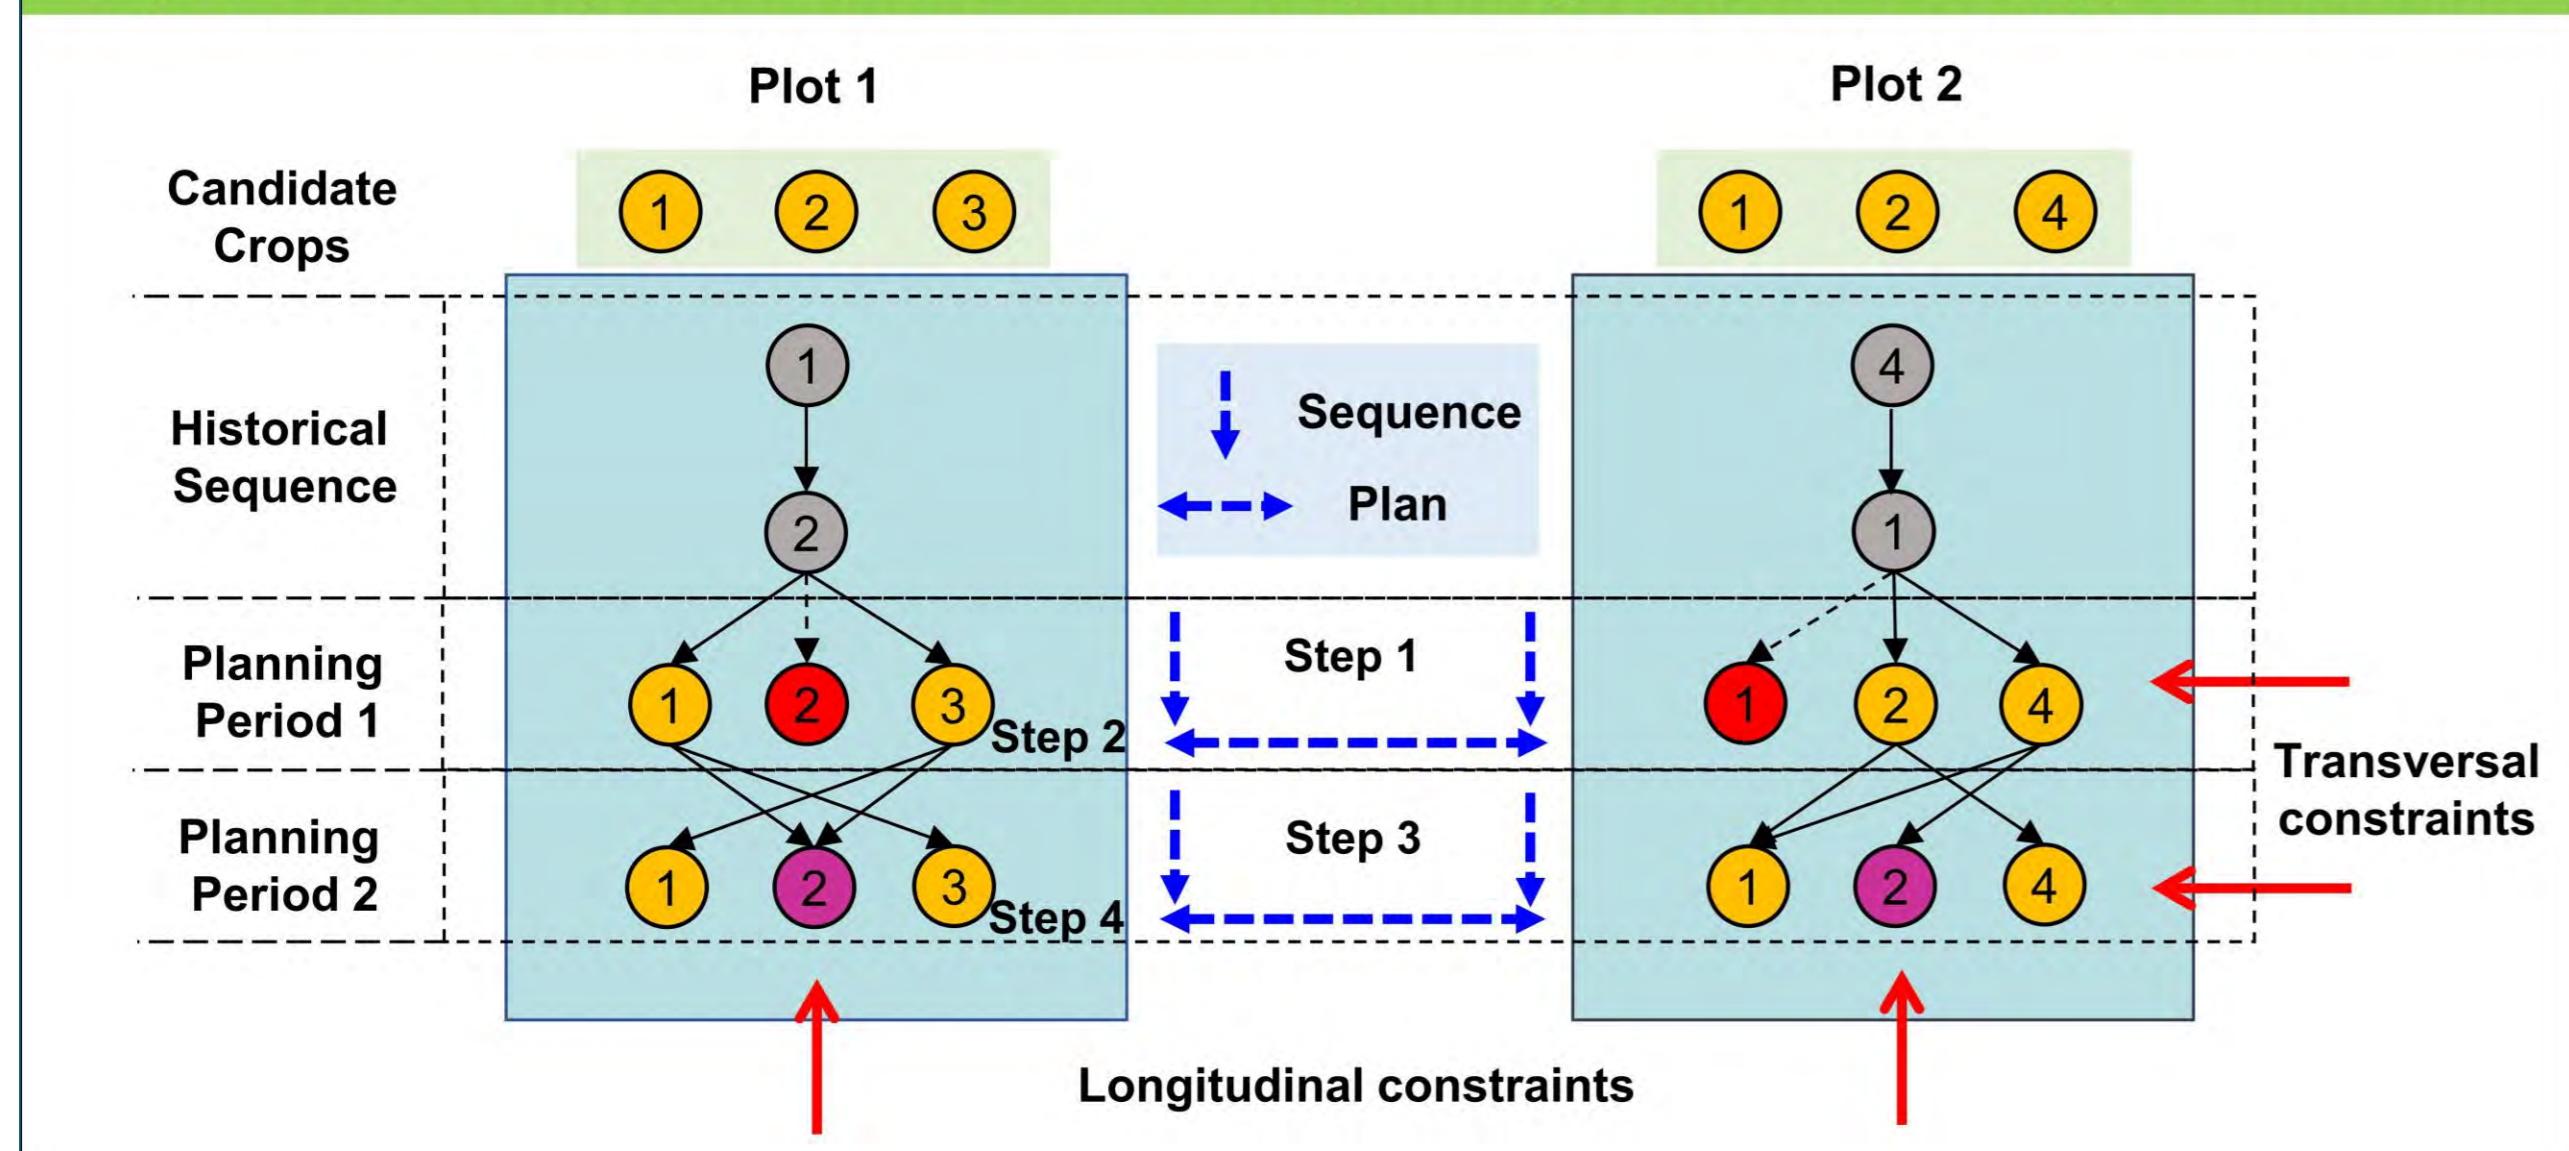 Plot 1
Plot 2
Candidate
Crops
1 2 3
1 2 4
Historical
Sequence
1
2
Sequence
Plan
4
1
Planning
Period 1
1 2 3
Step 2
Step 1
1 2 4
Planning
Period 2
1 2 3
Step 4
Step 3
1 2 4
Transversal
constraints
Longitudinal constraints